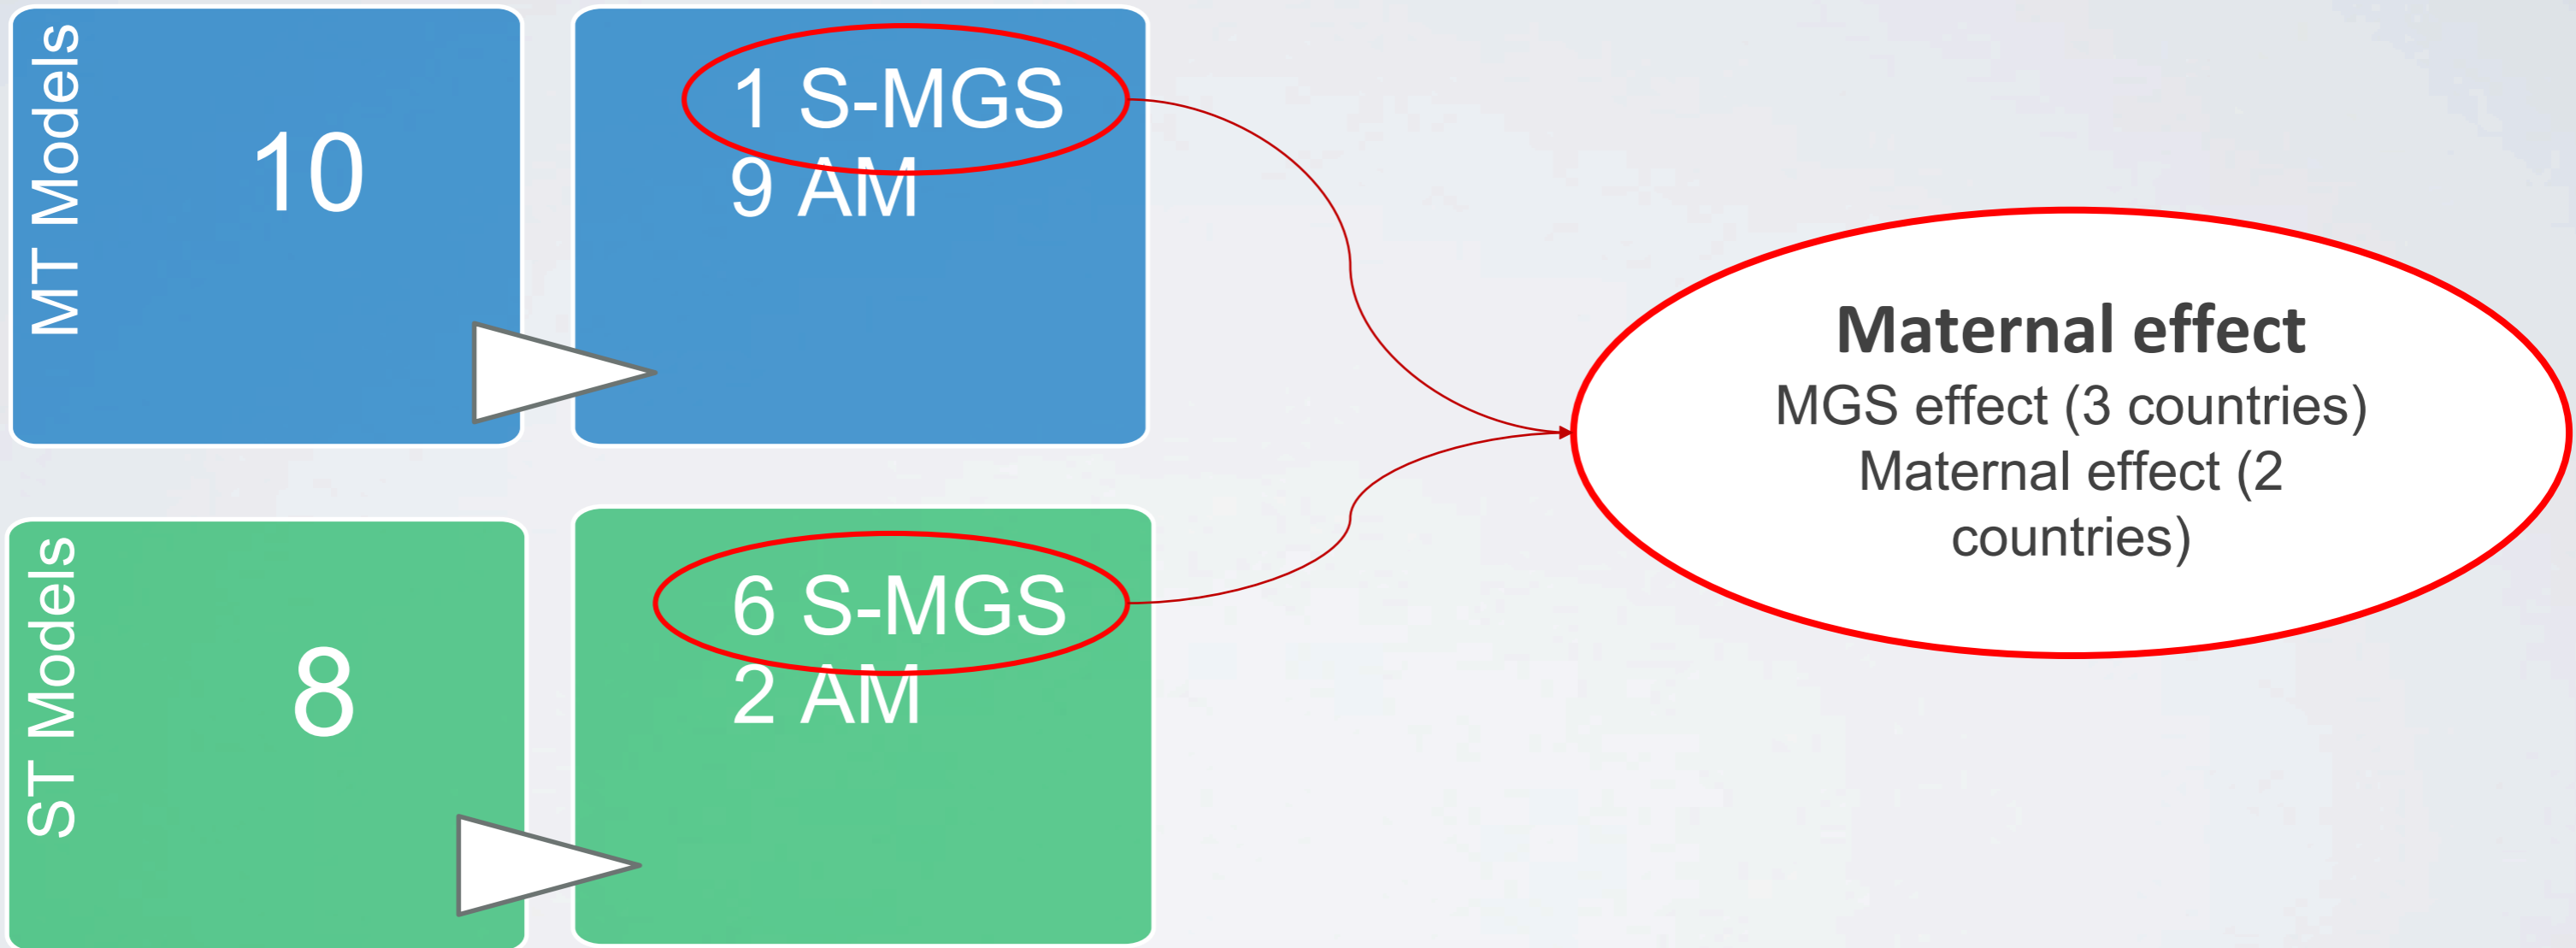 MT Models
10
1 S-MGS
9 AM
ST Models
8
6 S-MGS
2 AM
Maternal effect
MGS effect (3 countries)
Maternal effect (2
countries)